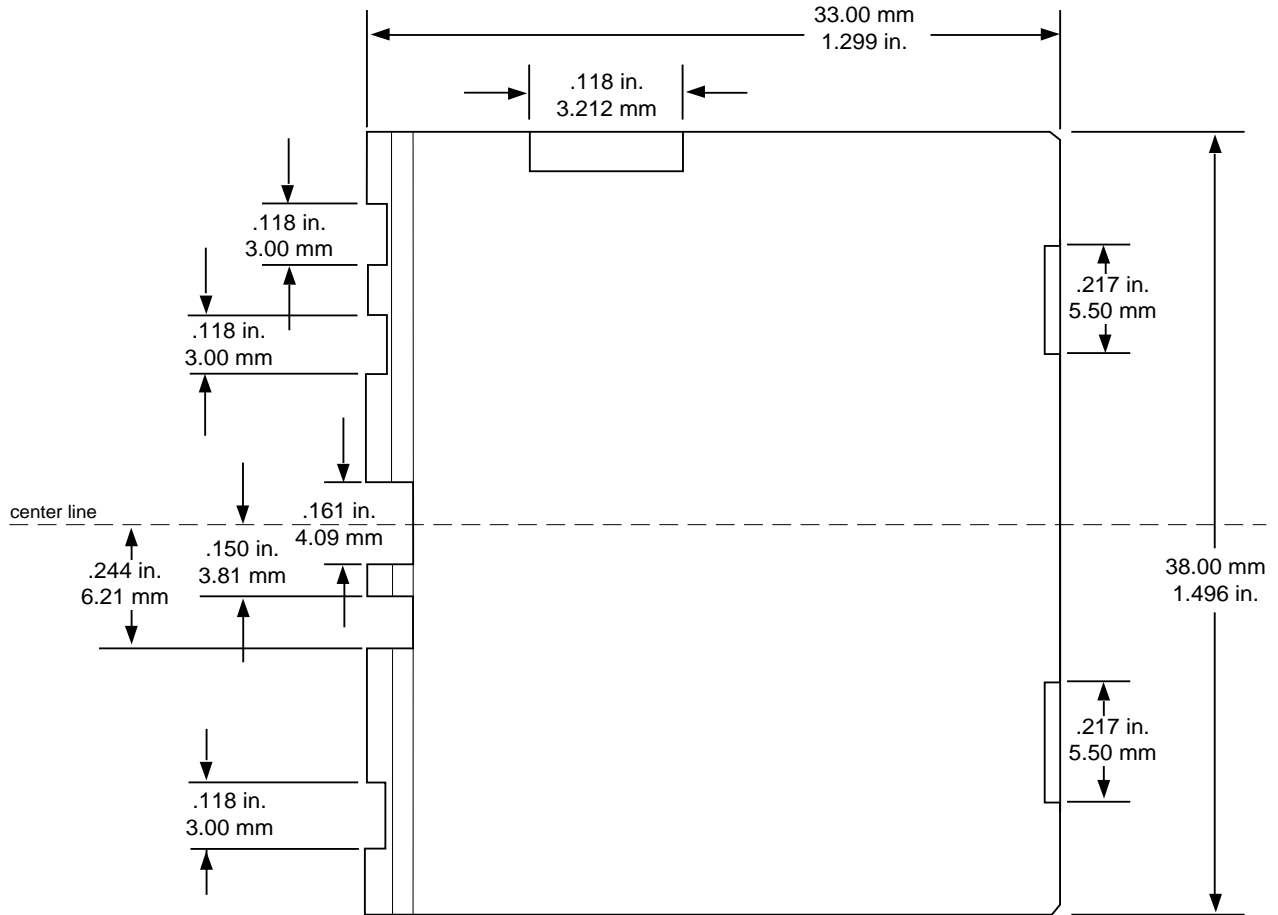 33.00 mm
1.299 in.
.118 in.
3.212 mm
.118 in.
3.00 mm
.217 in.
5.50 mm
.118 in.
3.00 mm
center line
.161 in.
4.09 mm
.150 in.
3.81 mm
.244 in.
6.21 mm
38.00 mm
1.496 in.
.217 in.
5.50 mm
.118 in.
3.00 mm